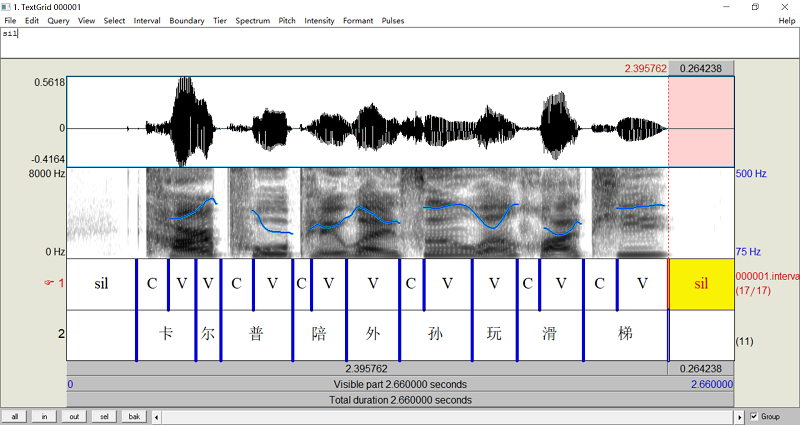 1. TextGrid 000001
File Edit Query View Select Interval Boundary Tier Spectrum Pitch Intensity Formant Pulses Help
sil
2.395762 0.264238
0.5618
0
-0.4164
8000 Hz 500 Hz
0 Hz 75 Hz
1 sil C V V C V C V V C V V C V C V sil 000001.interva
(17/17)
2 卡 尔 普 陪 外 孙 玩 滑 梯 (11)
2.395762 0.264238
0 Visible part 2.660000 seconds 2.660000
Total duration 2.660000 seconds
all in out sel bak Group